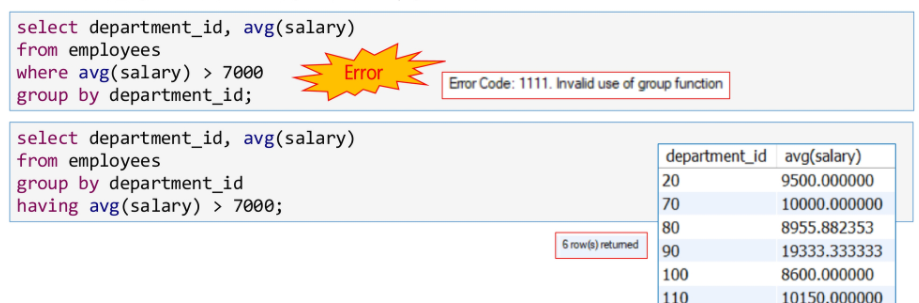 select department_id, avg(salary)
from employees
where avg(salary) > 7000
group by department_id;
Error
Error Code: 1111. Invalid use of group function
select department_id, avg(salary)
from employees
group by department_id
having avg(salary) > 7000;
6 row(s) returned
department_id avg(salary)
20 9500.000000
70 10000.000000
80 8955.882353
90 19333.333333
100 8600.000000
110 10150.000000